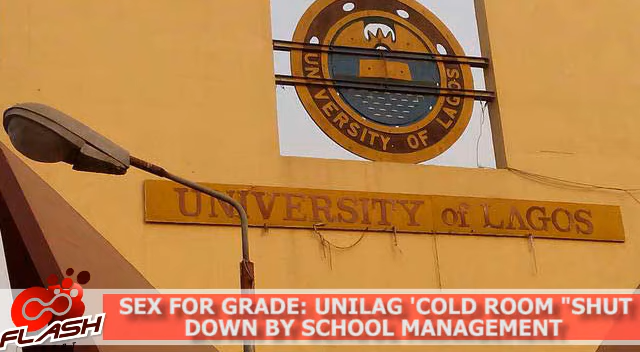 UNIVERSITY OF LAGOS
UNIVERSITY of LAGOS
FLASH
SEX FOR GRADE: UNILAG 'COLD ROOM "SHUT
DOWN BY SCHOOL MANAGEMENT